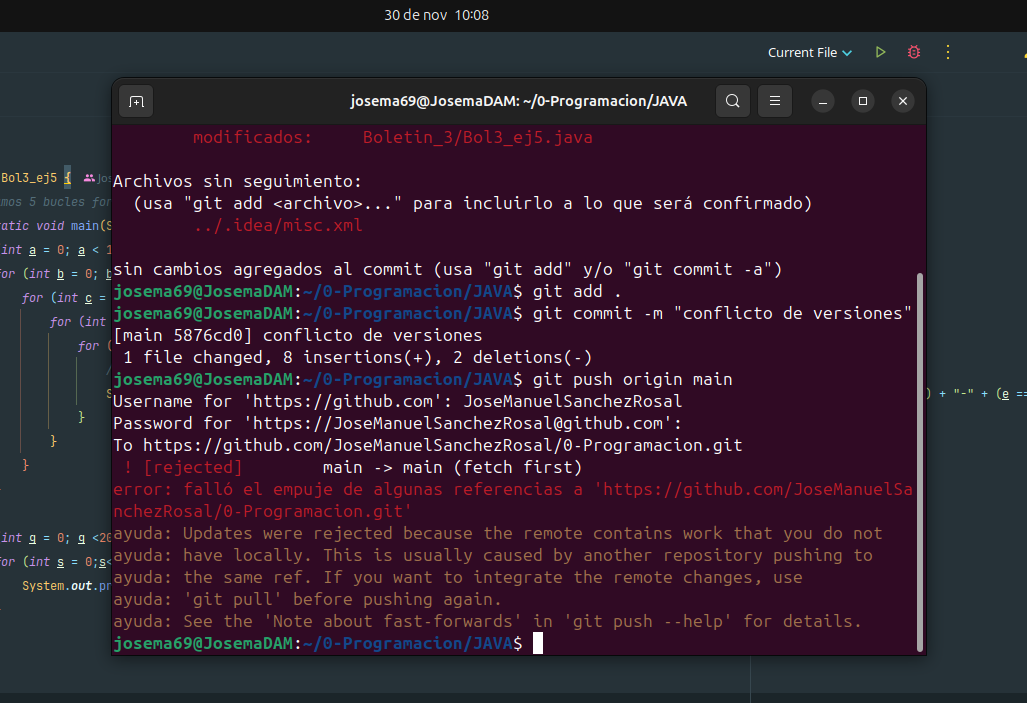 30 de nov 10:08
Current File
josema69@JosemaDAM: ~/0-Programacion/JAVA
modificados: Boletin_3/Bol3_ej5.java
Archivos sin seguimiento:
(usa "git add <archivo>..." para incluirlo a lo que será confirmado)
../.idea/misc.xml
sin cambios agregados al commit (usa "git add" y/o "git commit -a")
josema69@JosemaDAM:~/0-Programacion/JAVA$ git add .
josema69@JosemaDAM:~/0-Programacion/JAVA$ git commit -m "conflicto de versiones"
[main 5876cd0] conflicto de versiones
1 file changed, 8 insertions(+), 2 deletions(-)
josema69@JosemaDAM:~/0-Programacion/JAVA$ git push origin main
Username for 'https://github.com': JoseManuelSanchezRosal
Password for 'https://JoseManuelSanchezRosal@github.com':
To https://github.com/JoseManuelSanchezRosal/0-Programacion.git
! [rejected] main -> main (fetch first)
error: falló el empuje de algunas referencias a 'https://github.com/JoseManuelSa
nchezRosal/0-Programacion.git'
ayuda: Updates were rejected because the remote contains work that you do not
ayuda: have locally. This is usually caused by another repository pushing to
ayuda: the same ref. If you want to integrate the remote changes, use
ayuda: 'git pull' before pushing again.
ayuda: See the 'Note about fast-forwards' in 'git push --help' for details.
josema69@JosemaDAM:~/0-Programacion/JAVA$
Bol3_ej5 {
mos 5 bucles for
tatic void main(
int a = 0; a < 1
for (int b = 0; b
for (int c =
for (int
for (
/
S
) + "-" + (e ==
}
}
}
int q = 0; q <20
for (int s = 0;s<
System.out.pr